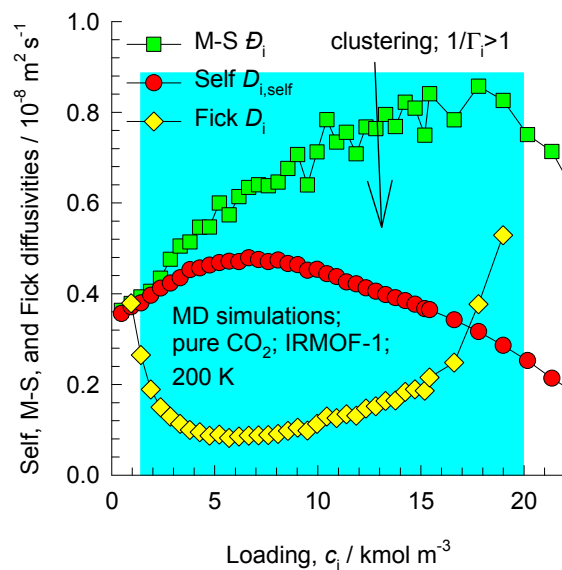 M-S Đi
Self Di,self
Fick Di
clustering; 1/Γi>1
MD simulations;
pure CO2; IRMOF-1;
200 K
Self, M-S, and Fick diffusivities / 10-8 m2 s-1
1.0
0.8
0.6
0.4
0.2
0.0
0 5 10 15 20
Loading, ci / kmol m-3